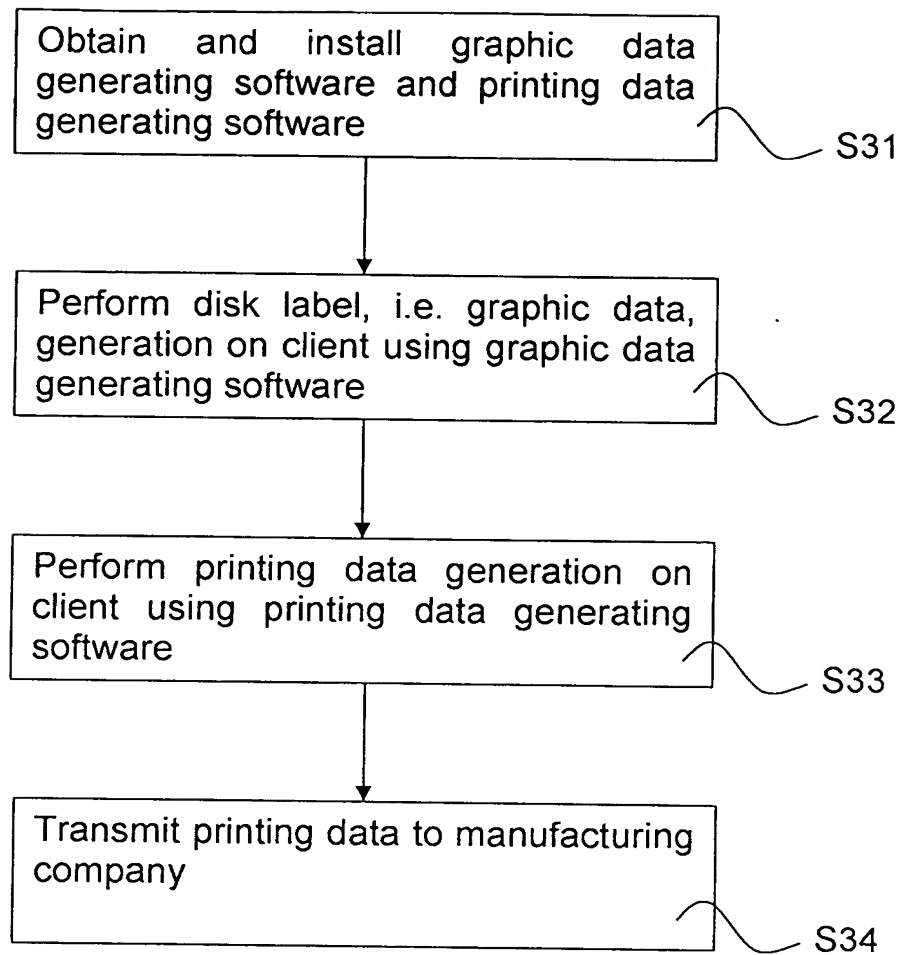 Obtain and install graphic data
generating software and printing data
generating software
S31
Perform disk label, i.e. graphic data,
generation on client using graphic data
generating software
S32
Perform printing data generation on
client using printing data generating
software
S33
Transmit printing data to manufacturing
company
S34